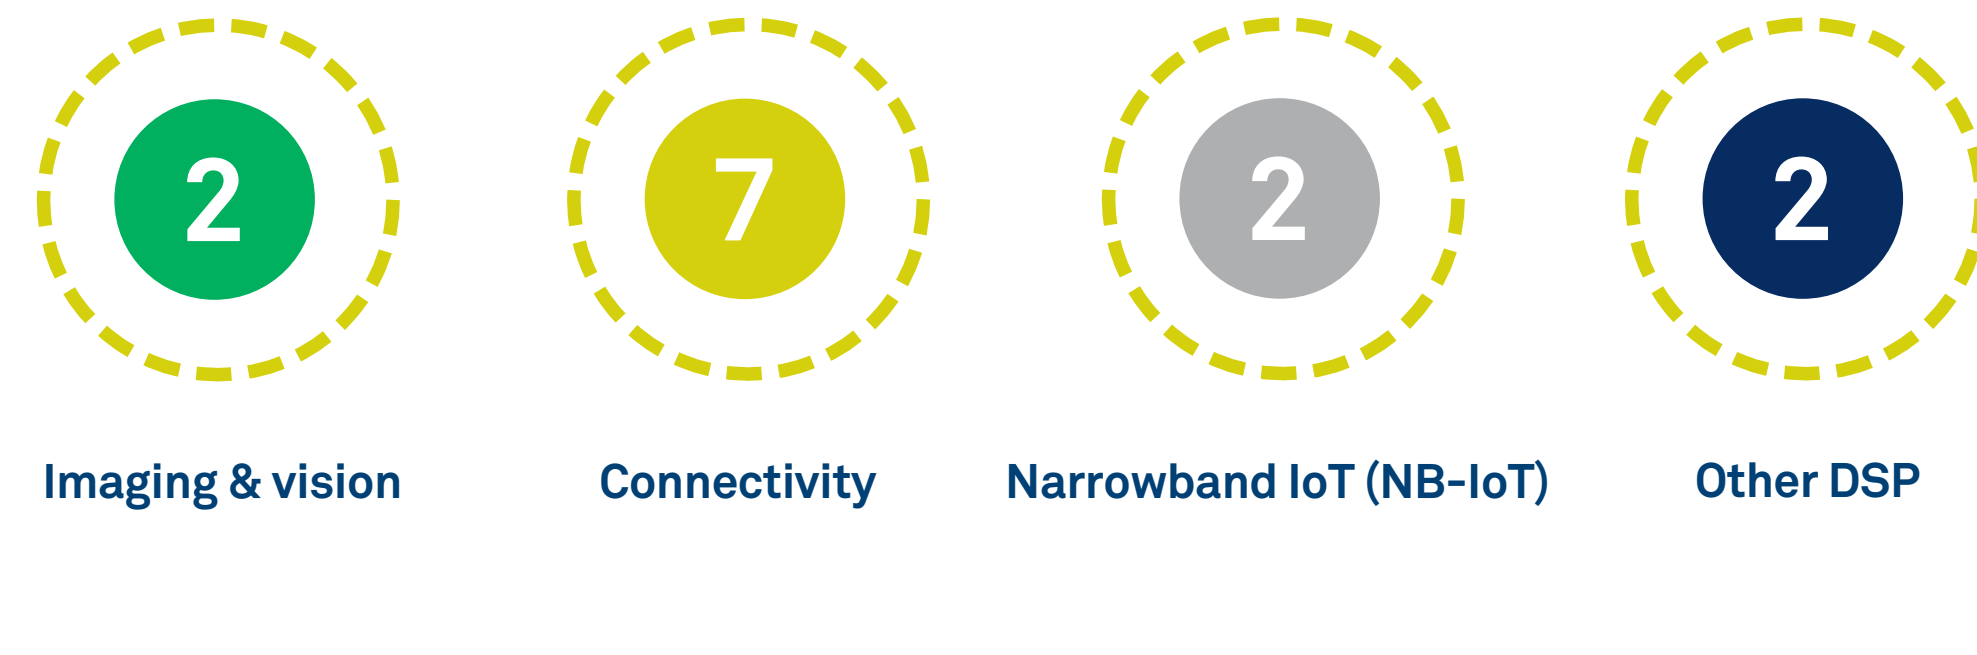 2
7
2
2
Imaging & vision
Connectivity
Narrowband IoT (NB-IoT)
Other DSP